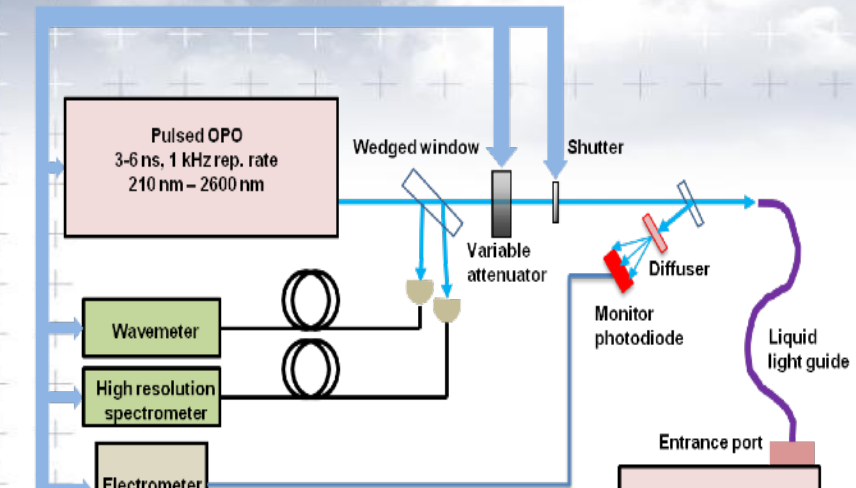 Pulsed OPO
3-6 ns, 1 kHz rep. rate
210 nm – 2600 nm
Wedged window
Shutter
Variable
attenuator
Diffuser
Monitor
photodiode
Wavemeter
High resolution
spectrometer
Liquid
light guide
Entrance port
Electrometer